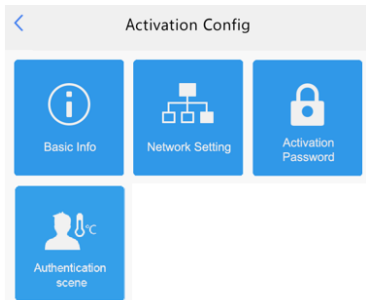 Activation Config
Basic Info
Network Setting
Activation
Password
°C
Authentication
scene